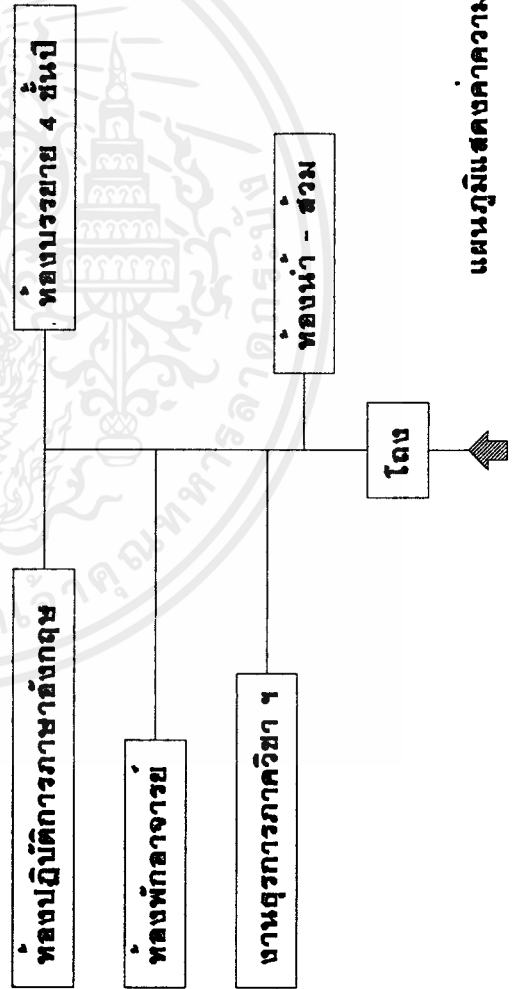 ห้องปฏิบัติการภาษาอังกฤษ
ห้องบรรยาย 4 ชั้นปี
ห้องพักอาจารย์
งานธุรการภาควิชา ฯ
ห้องน้ำ - ส้วม
โถง
แผนภูมิแสดงค่าความ